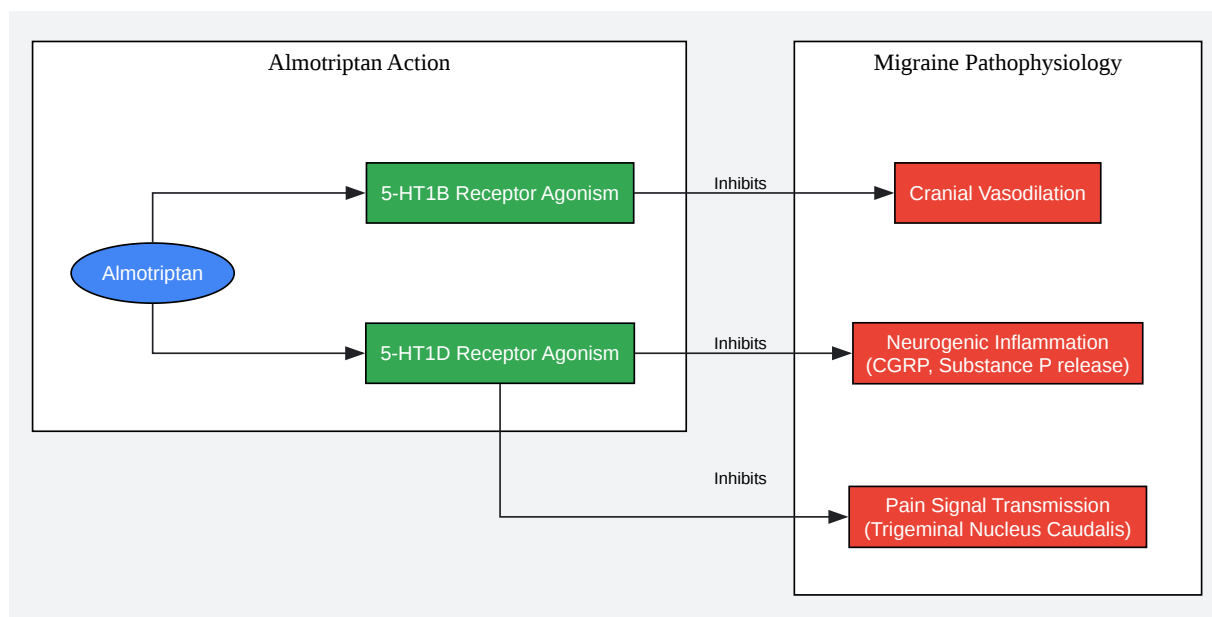 Almotriptan Action
Migraine Pathophysiology
5-HT1B Receptor Agonism
Inhibits
Cranial Vasodilation
Almotriptan
5-HT1D Receptor Agonism
Inhibits
Neurogenic Inflammation
(CGRP, Substance P release)
Inhibits
Pain Signal Transmission
(Trigeminal Nucleus Caudalis)